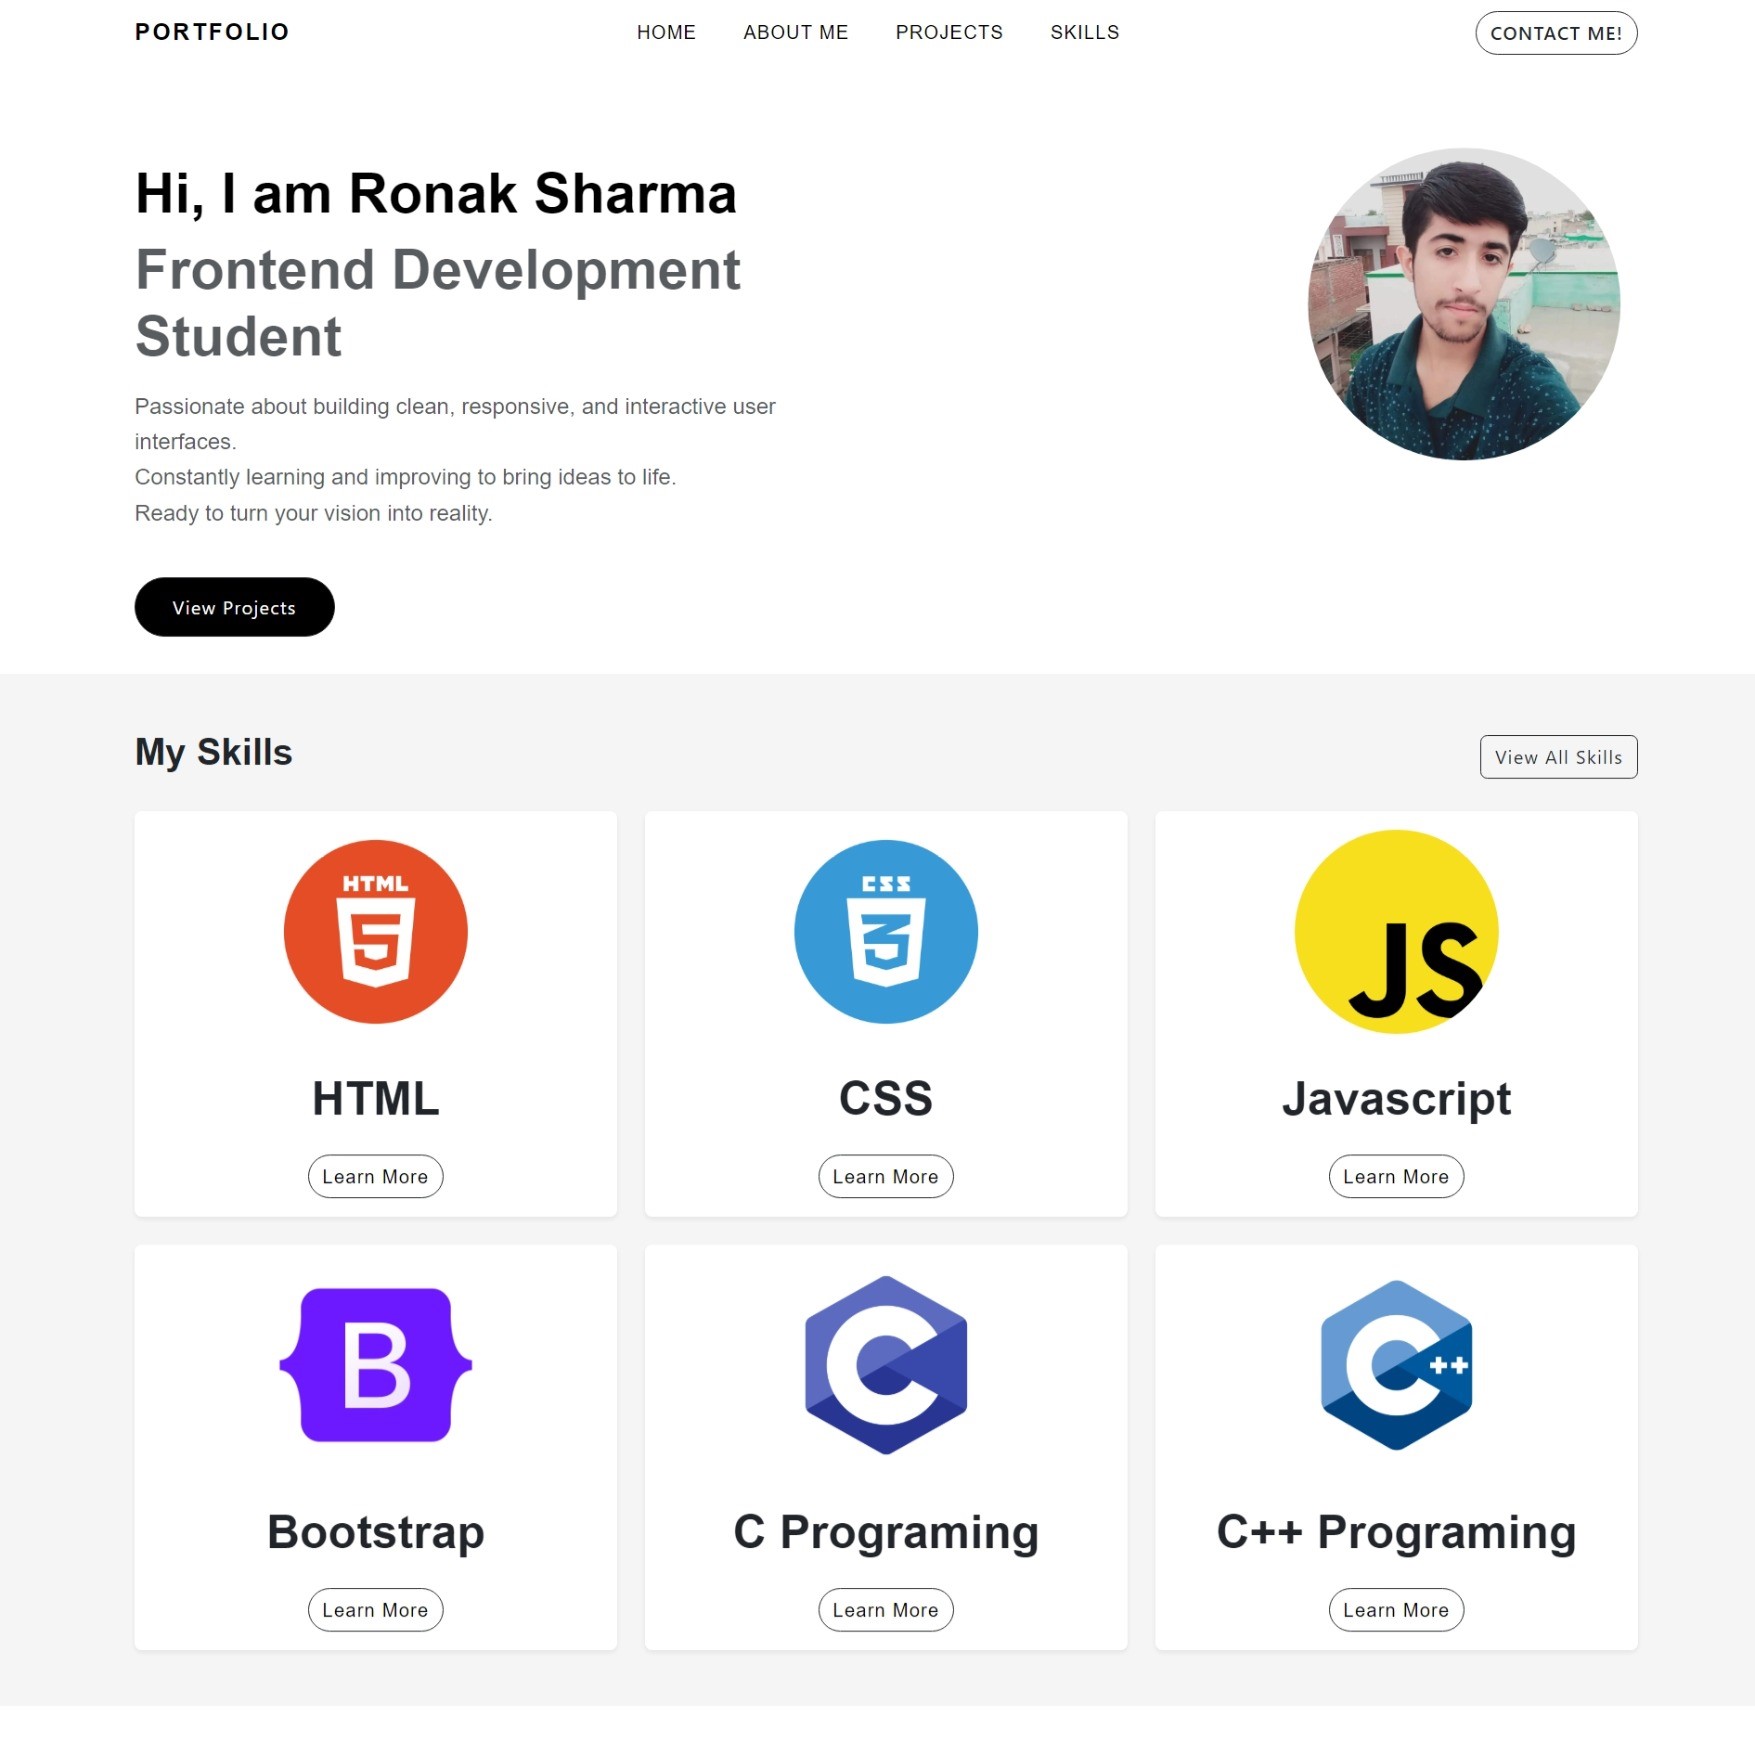 PORTFOLIO
HOME
ABOUT ME
PROJECTS
SKILLS
CONTACT ME!
Hi, I am Ronak Sharma
Frontend Development
Student
Passionate about building clean, responsive, and interactive user
interfaces.
Constantly learning and improving to bring ideas to life.
Ready to turn your vision into reality.
View Projects
My Skills
View All Skills
HTML
5
HTML
Learn More
CSS
3
CSS
Learn More
JS
Javascript
Learn More
B
Bootstrap
Learn More
C
C Programing
Learn More
C++
C++ Programing
Learn More